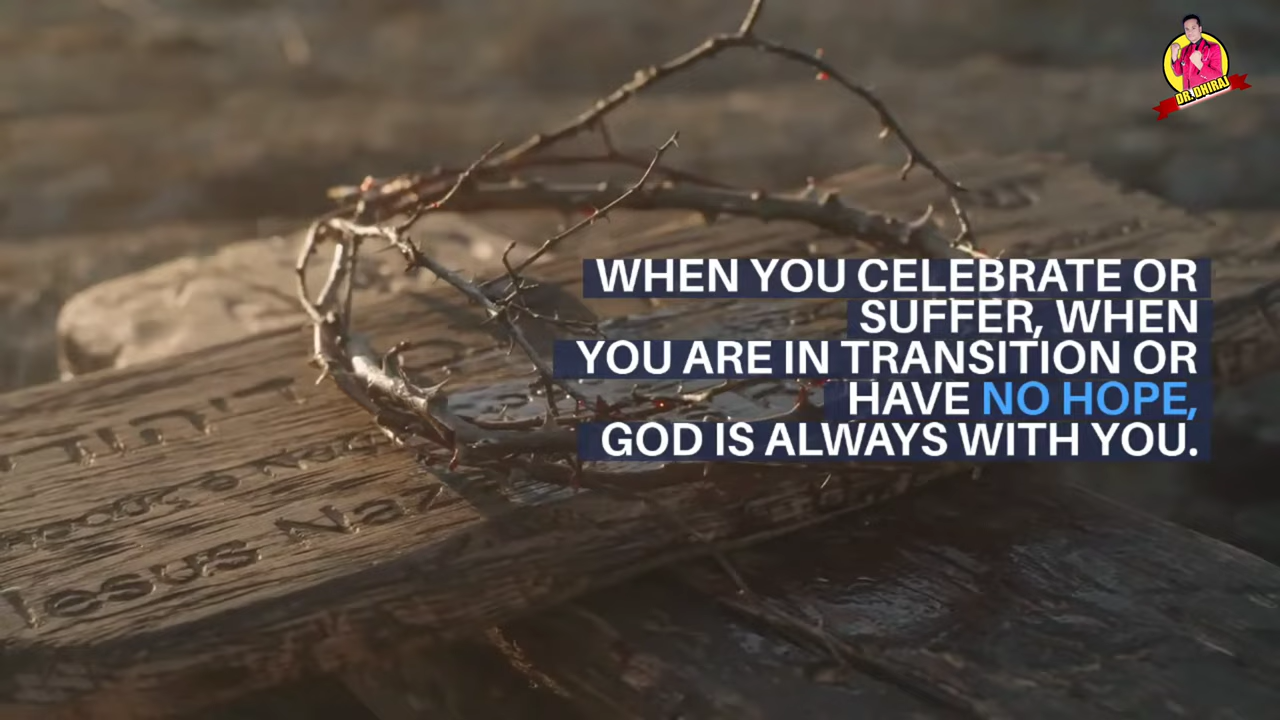 DR. DHIRAJ
WHEN YOU CELEBRATE OR
SUFFER, WHEN
YOU ARE IN TRANSITION OR
HAVE NO HOPE,
GOD IS ALWAYS WITH YOU.